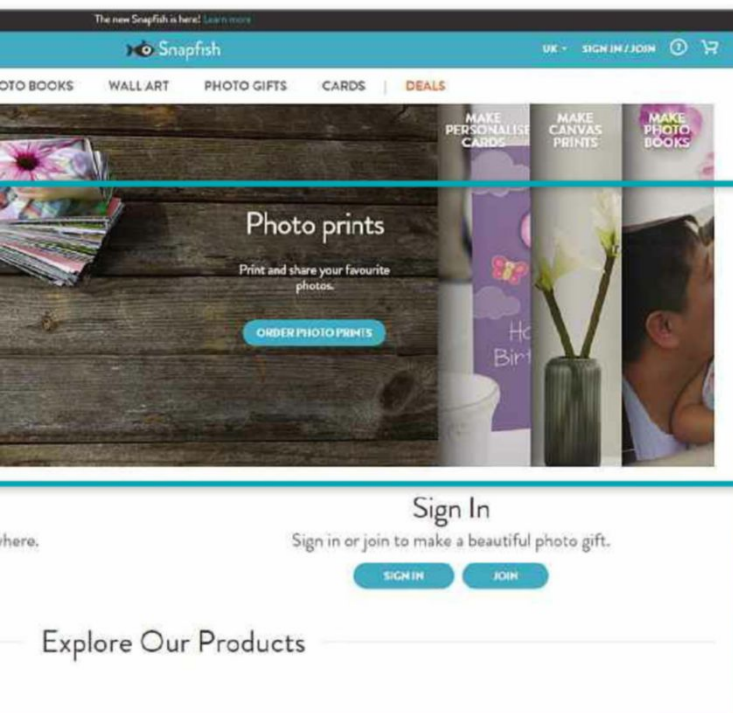 The new Snapfish is here! Learn more
Snapfish
UK
SIGN IN / JOIN
?
OTO BOOKS
WALL ART
PHOTO GIFTS
CARDS
DEALS
MAKE
PERSONALISE
CARDS
MAKE
CANVAS
PRINTS
MAKE
PHOTO
BOOKS
Photo prints
Print and share your favourite
photos.
ORDER PHOTO PRINTS
Birt
Sign In
here.
Sign in or join to make a beautiful photo gift.
SIGN IN
JOIN
Explore Our Products